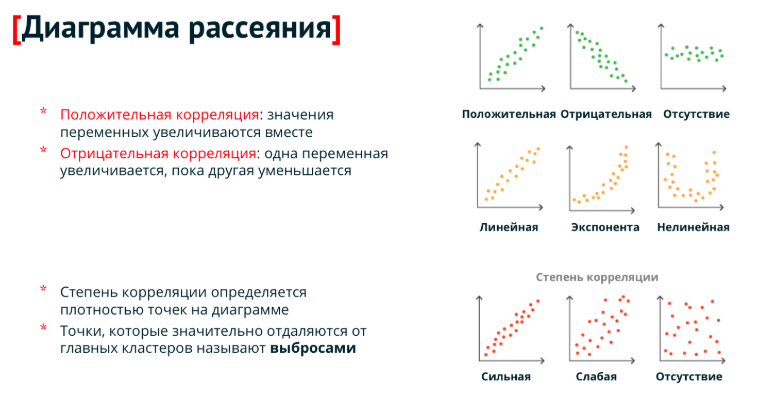 [Диаграмма рассеяния]
* Положительная корреляция: значения
переменных увеличиваются вместе
* Отрицательная корреляция: одна переменная
увеличивается, пока другая уменьшается
* Степень корреляции определяется
плотностью точек на диаграмме
* Точки, которые значительно отдаляются от
главных кластеров называют выбросами
Положительная Отрицательная Отсутствие
Линейная Экспонента Нелинейная
Степень корреляции
Сильная Слабая Отсутствие